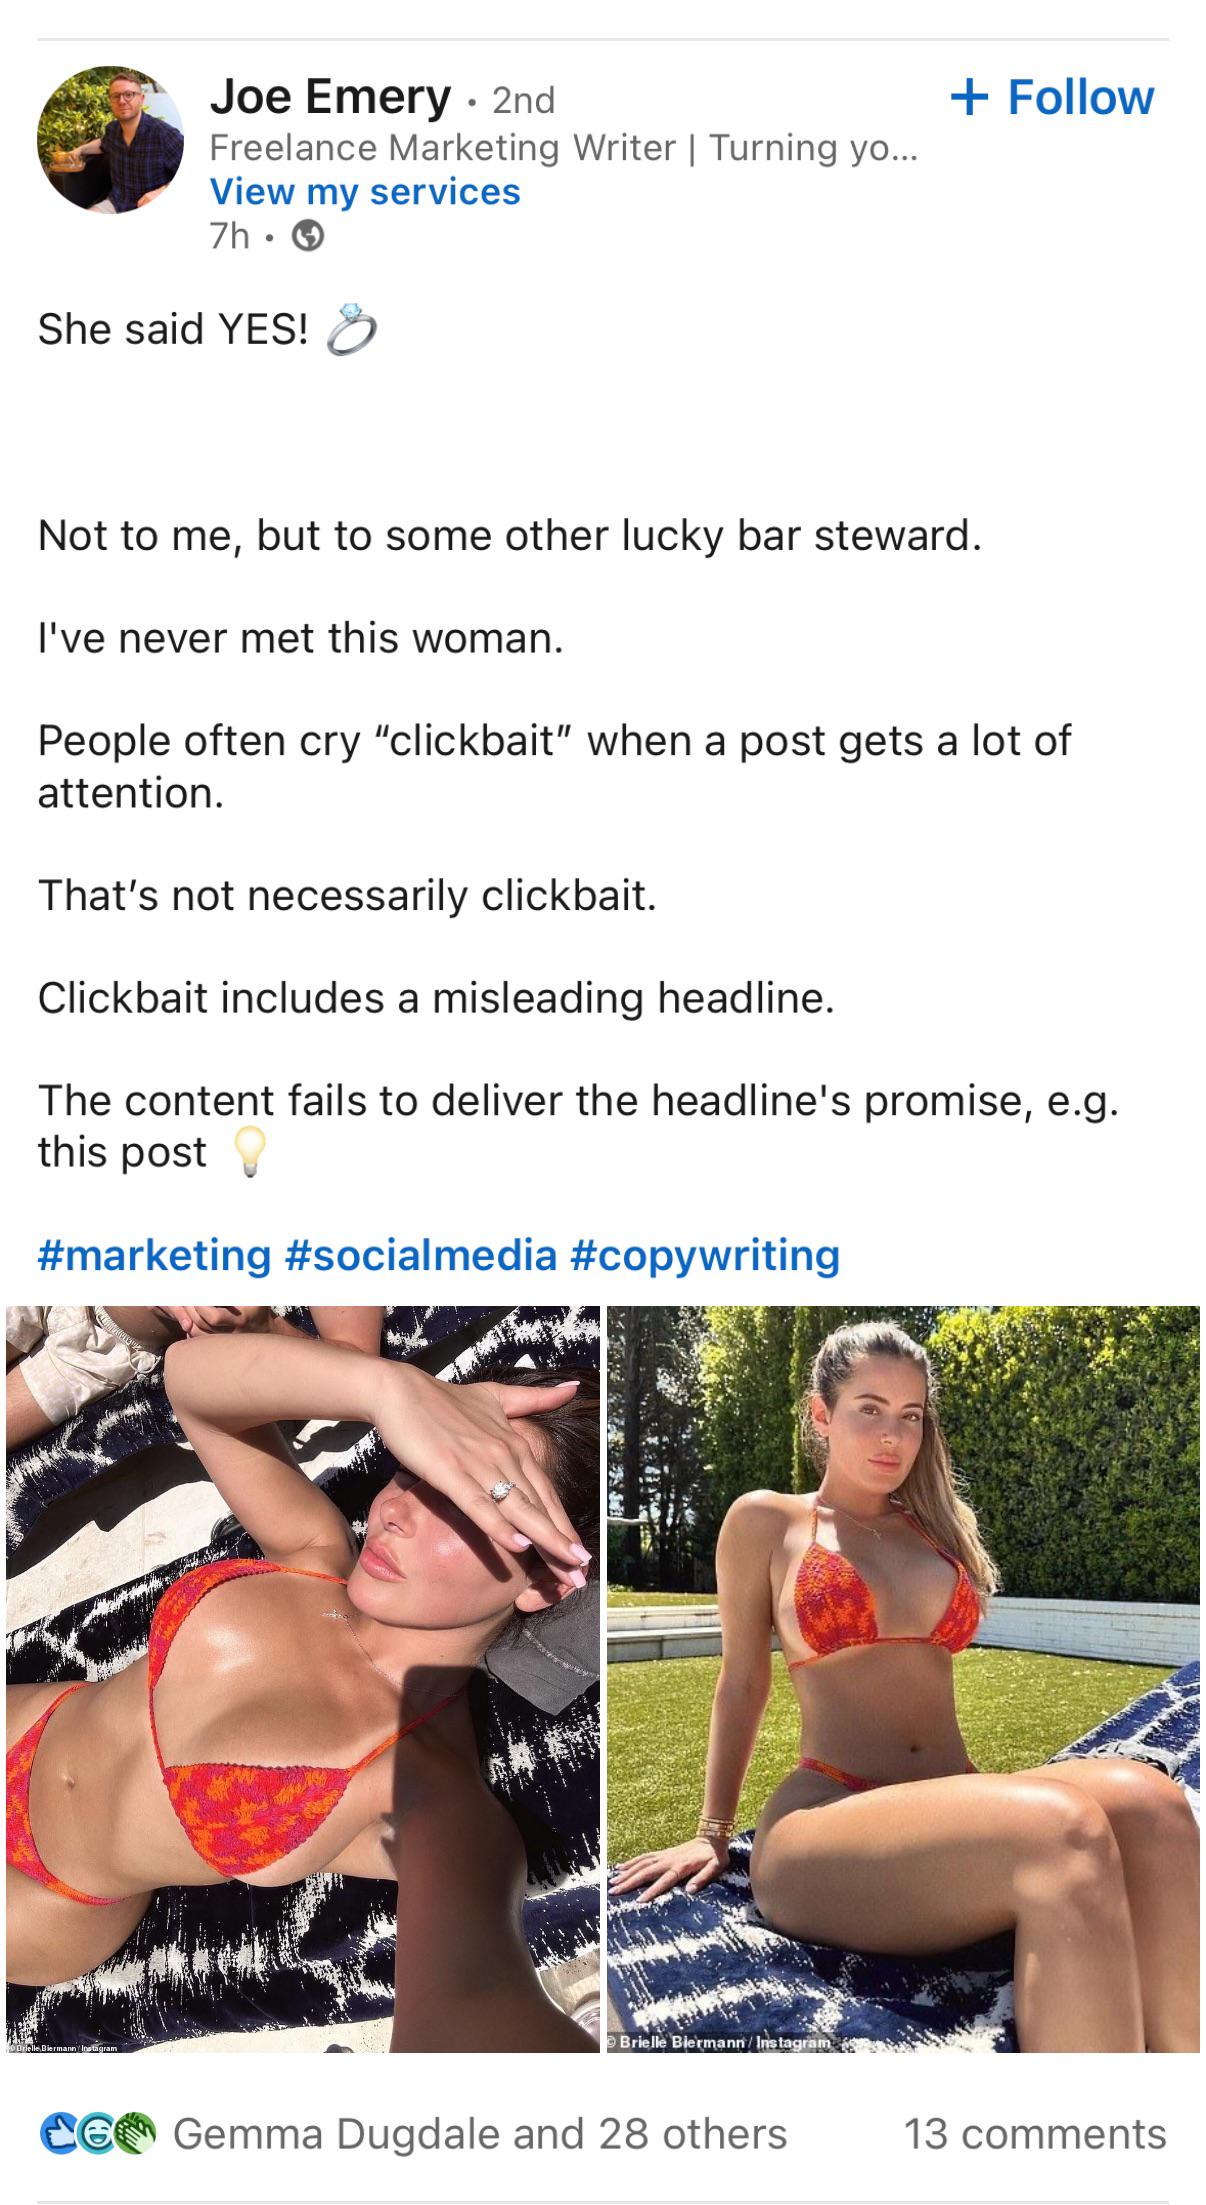 Joe Emery • 2nd
+ Follow
Freelance Marketing Writer | Turning yo...
View my services
7h •
She said YES! 💍
Not to me, but to some other lucky bar steward.
I've never met this woman.
People often cry “clickbait” when a post gets a lot of
attention.
That’s not necessarily clickbait.
Clickbait includes a misleading headline.
The content fails to deliver the headline's promise, e.g.
this post 💡
#marketing #socialmedia #copywriting
© Brielle Biermann / Instagram
© Brielle Biermann / Instagram
Gemma Dugdale and 28 others
13 comments